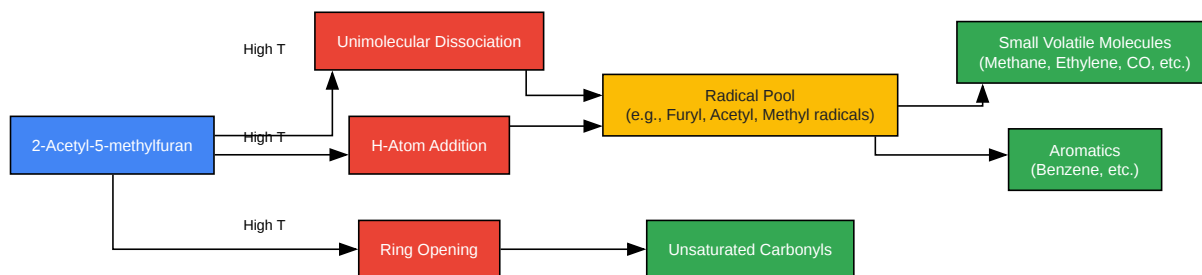 High T
Unimolecular Dissociation
Small Volatile Molecules
(Methane, Ethylene, CO, etc.)
Radical Pool
(e.g., Furyl, Acetyl, Methyl radicals)
2-Acetyl-5-methylfuran
High T
H-Atom Addition
Aromatics
(Benzene, etc.)
High T
Ring Opening
Unsaturated Carbonyls